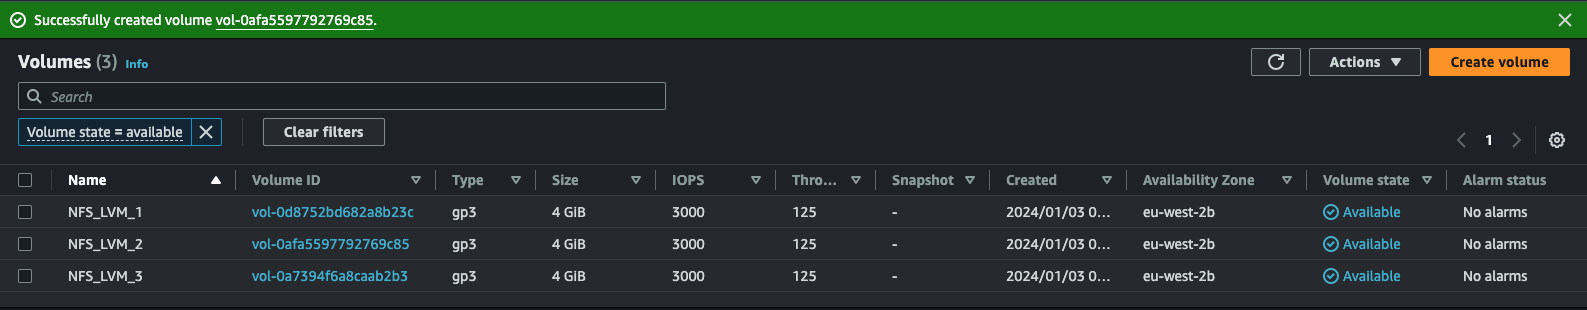 Successfully created volume vol-0afa5597792769c85.
Volumes (3) Info
Actions
Create volume
Search
Volume state = available
Clear filters
1
Name Volume ID Type Size IOPS Thro... Snapshot Created Availability Zone Volume state Alarm status
NFS_LVM_1 vol-0d8752bd682a8b23c gp3 4 GiB 3000 125 - 2024/01/03 0... eu-west-2b Available No alarms
NFS_LVM_2 vol-0afa5597792769c85 gp3 4 GiB 3000 125 - 2024/01/03 0... eu-west-2b Available No alarms
NFS_LVM_3 vol-0a7394f6a8caab2b3 gp3 4 GiB 3000 125 - 2024/01/03 0... eu-west-2b Available No alarms